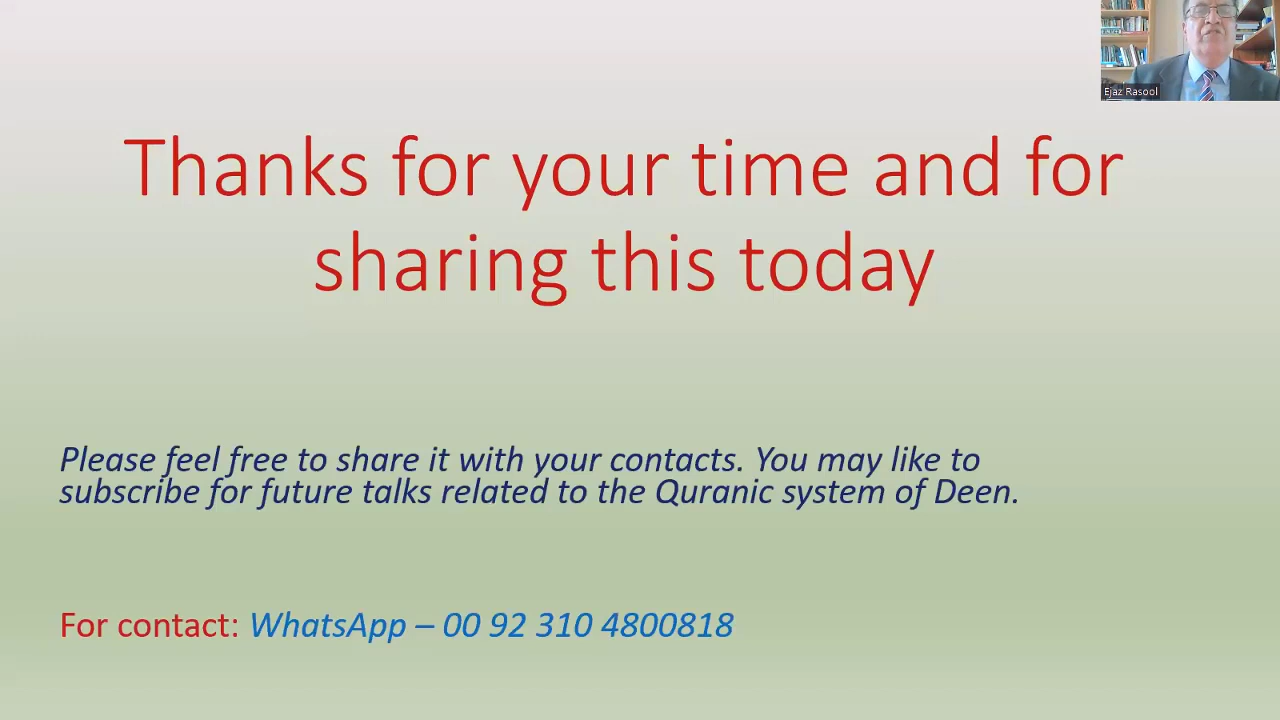 Ejaz Rasool
Thanks for your time and for
sharing this today
Please feel free to share it with your contacts. You may like to
subscribe for future talks related to the Quranic system of Deen.
For contact: WhatsApp – 00 92 310 4800818